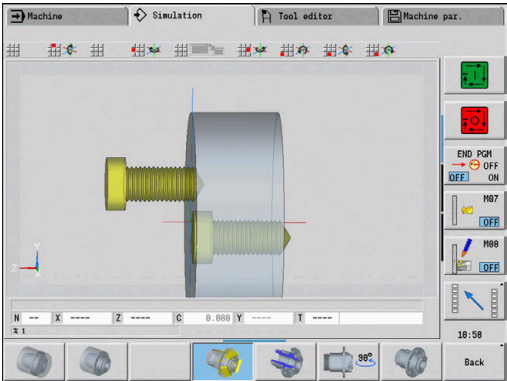 Machine
Simulation
Tool editor
Machine par.
END PGM
OFF
OFF ON
M07
OFF
M08
OFF
Y
Z
N -- X ---- Z ---- C 0.000 Y ---- T ----
% 1
10:58
90°
Back